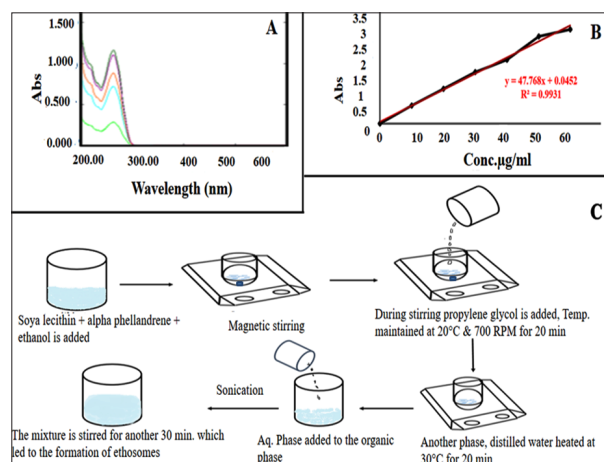 A
1.500
1.000
0.500
0.000
Abs
200.00 300.00 400 500 600
Wavelength (nm)
B
3.5
3
2.5
2
1.5
1
0.5
0
Abs
y = 47.768x + 0.0452
R² = 0.9931
0 10 20 30 40 50 60
Conc.µg/ml
C
Soya lecithin + alpha phellandrene +
ethanol is added
Magnetic stirring
During stirring propylene glycol is added, Temp.
maintained at 20°C & 700 RPM for 20 min
Another phase, distilled water heated at
30°C for 20 min.
Aq. Phase added to the organic
phase
Sonication
The mixture is stirred for another 30 min. which
led to the formation of ethosomes